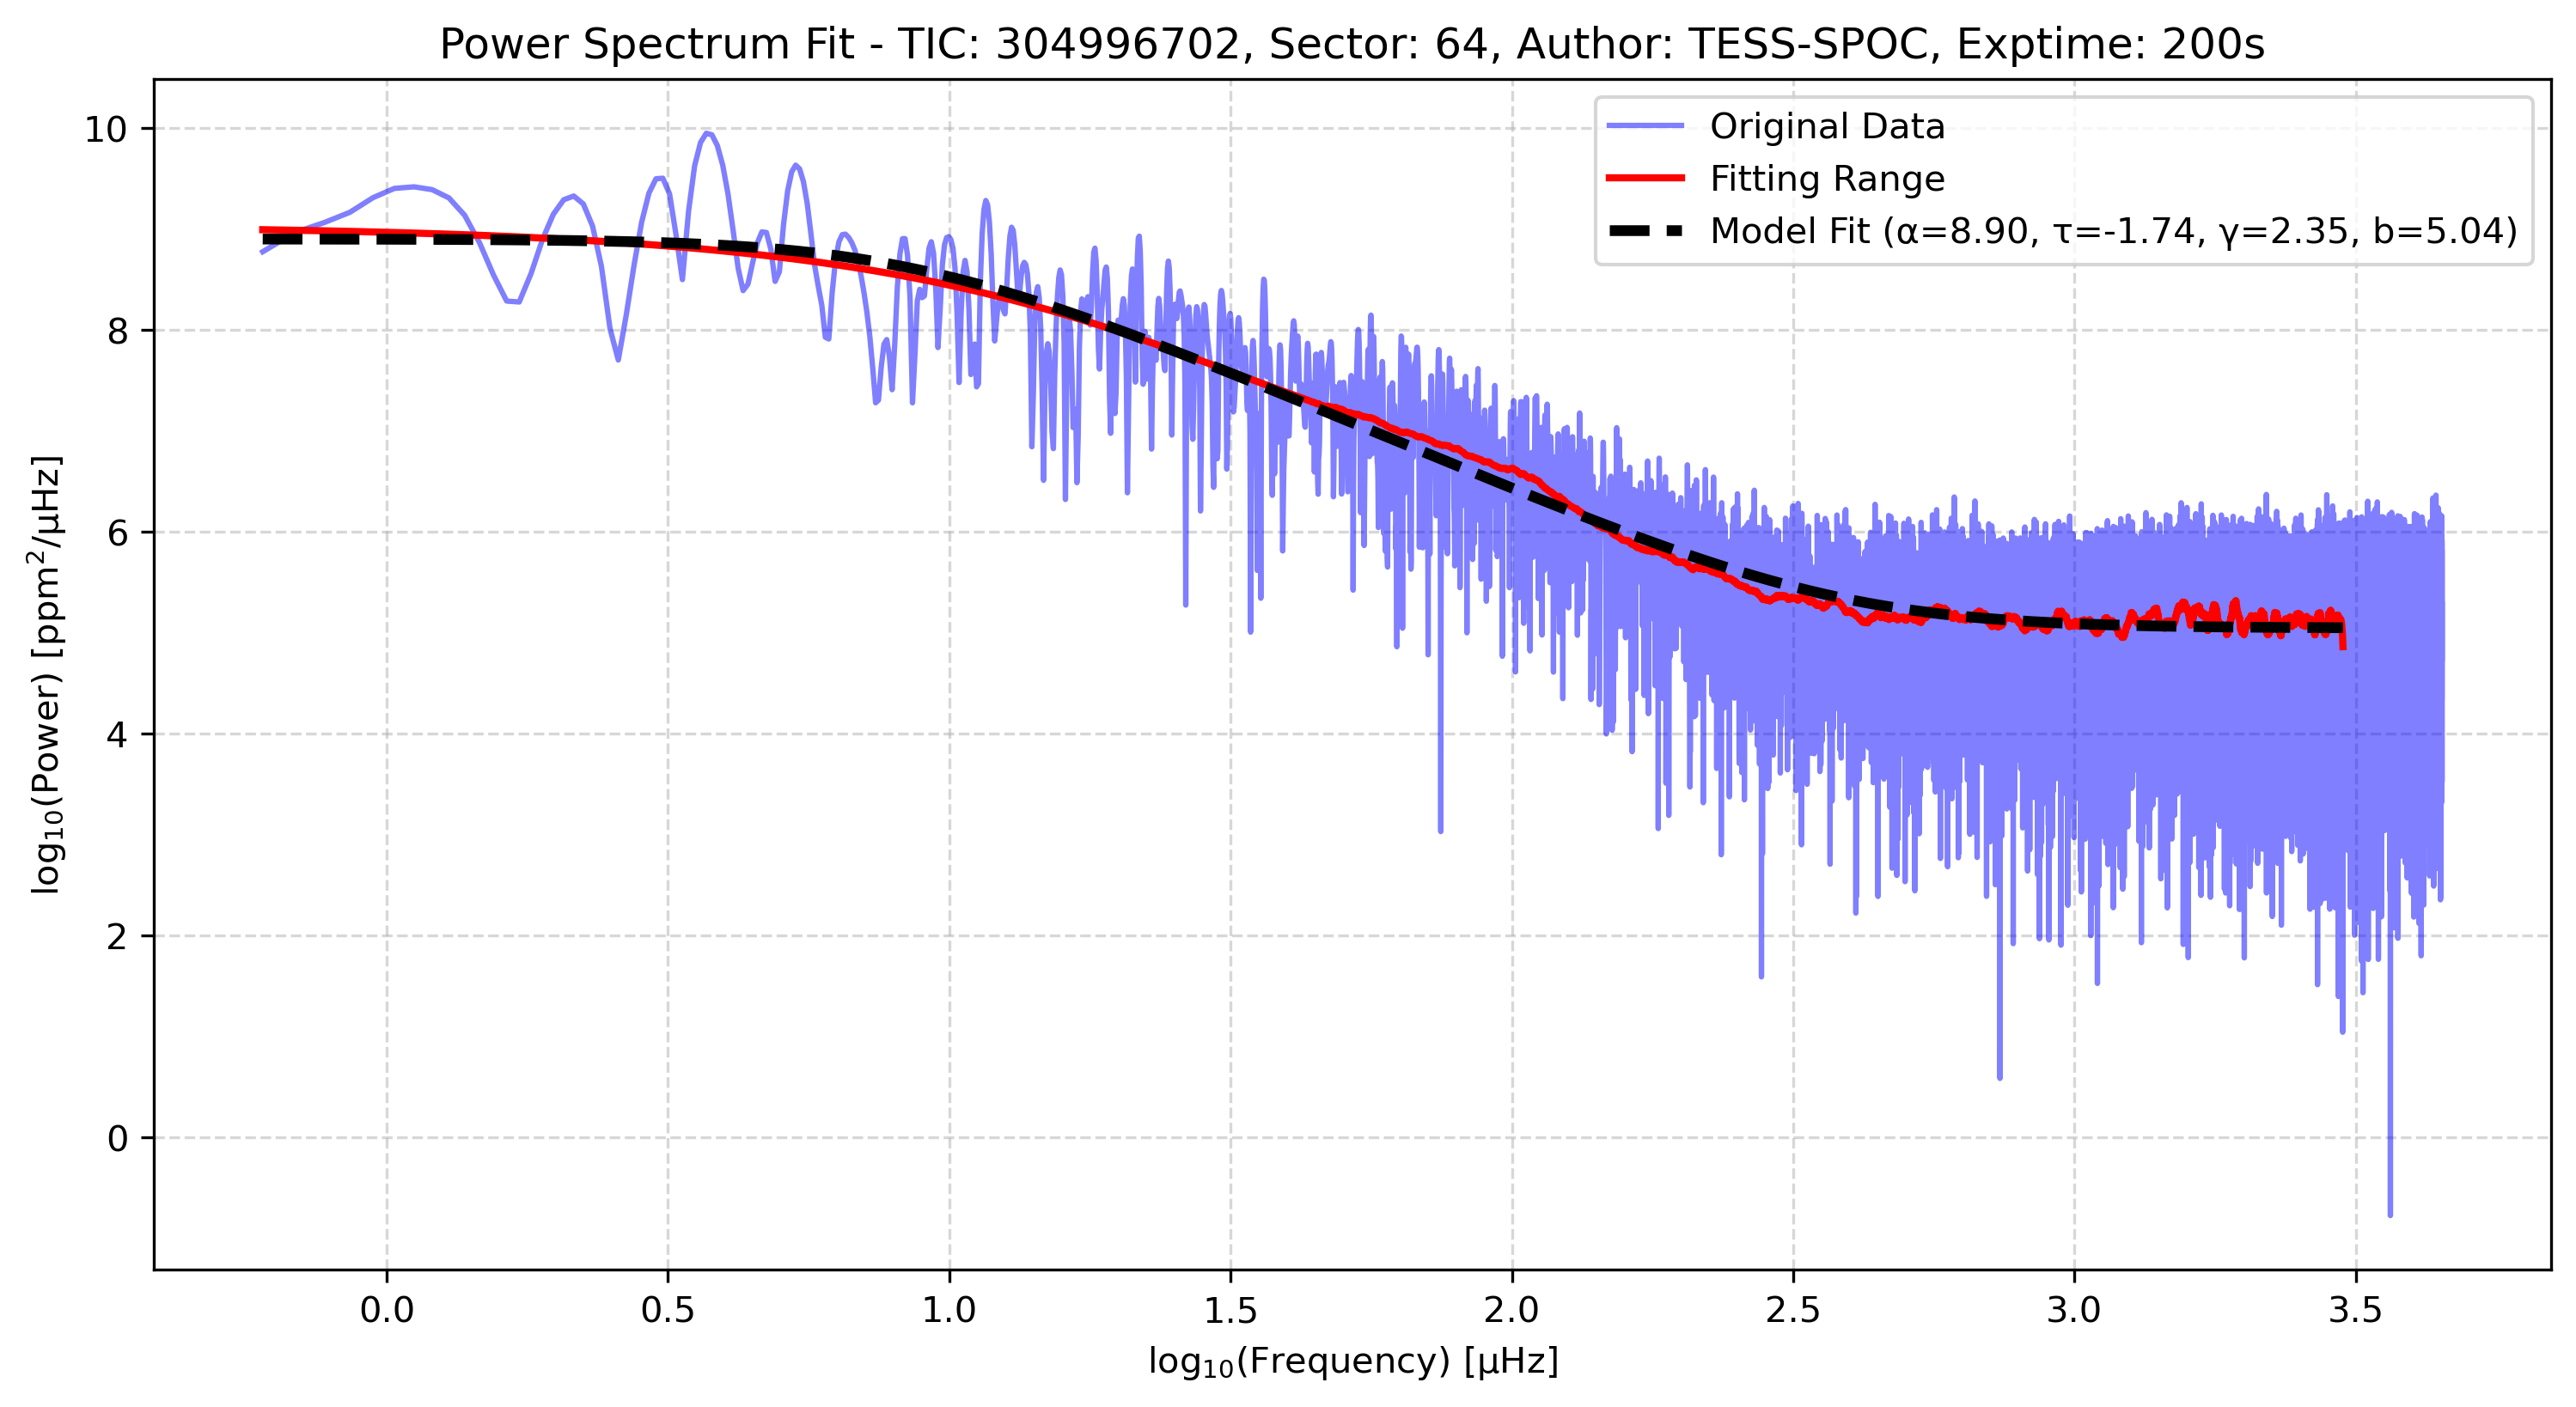 Power Spectrum Fit - TIC: 304996702, Sector: 64, Author: TESS-SPOC, Exptime: 200s
Original Data
Fitting Range
Model Fit (α=8.90, τ=-1.74, γ=2.35, b=5.04)
log₁₀(Power) [ppm²/μHz]
10
8
6
4
2
0
0.0 0.5 1.0 1.5 2.0 2.5 3.0 3.5
log₁₀(Frequency) [μHz]